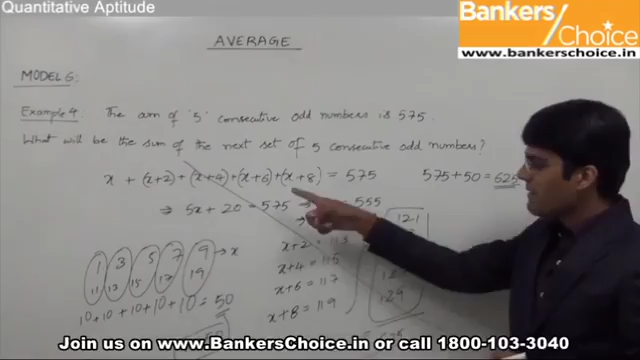 Quantitative Aptitude
Bankers
Choice
www.bankerschoice.in
AVERAGE
MODEL 6:
Example 4 The sum of '5' consecutive odd numbers is 575.
What will be the sum of the next set of 5 consecutive odd numbers?
x + (x+2) + (x+4) + (x+6) + (x+8) = 575
575+50 = 625
⇒ 5x + 20 = 575 ⇒ = 555
1 3 5 7 9 → x
11 13 15 17 19
10+10+10+10+10 = 50
x+2 = 113
x+4 = 115
x+6 = 117
x+8 = 119
121
129
Join us on www.BankersChoice.in or call 1800-103-3040